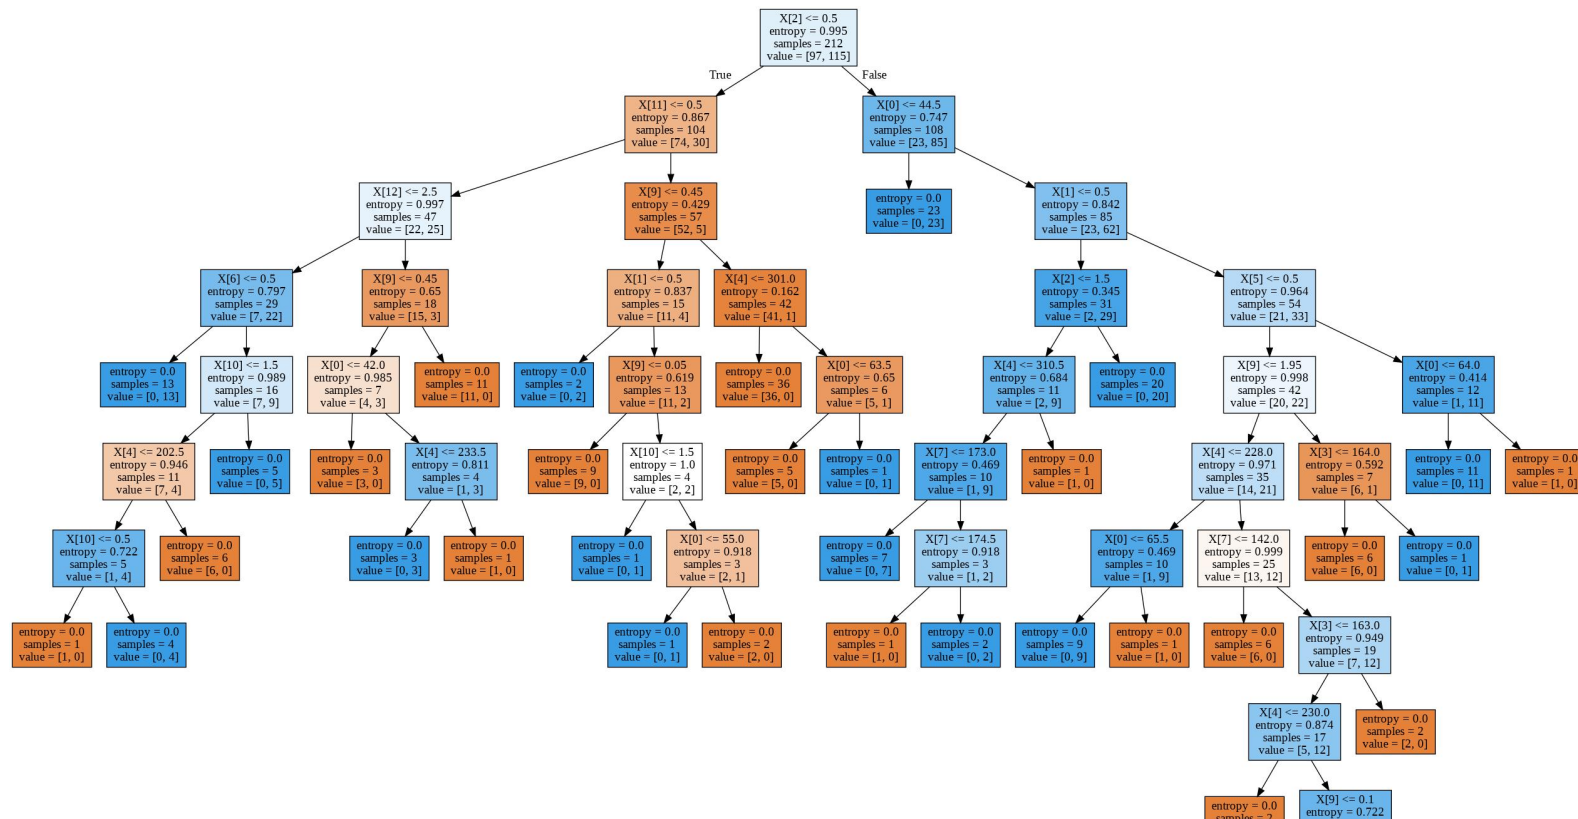 X[2] <= 0.5
entropy = 0.995
samples = 212
value = [97, 115]
True
False
X[11] <= 0.5
entropy = 0.867
samples = 104
value = [74, 30]
X[0] <= 44.5
entropy = 0.747
samples = 108
value = [23, 85]
X[12] <= 2.5
entropy = 0.997
samples = 47
value = [22, 25]
X[9] <= 0.45
entropy = 0.429
samples = 57
value = [52, 5]
entropy = 0.0
samples = 23
value = [0, 23]
X[1] <= 0.5
entropy = 0.842
samples = 85
value = [23, 62]
X[6] <= 0.5
entropy = 0.797
samples = 29
value = [7, 22]
X[9] <= 0.45
entropy = 0.65
samples = 18
value = [15, 3]
X[1] <= 0.5
entropy = 0.837
samples = 15
value = [11, 4]
X[4] <= 301.0
entropy = 0.162
samples = 42
value = [41, 1]
X[2] <= 1.5
entropy = 0.345
samples = 31
value = [2, 29]
X[5] <= 0.5
entropy = 0.964
samples = 54
value = [21, 33]
entropy = 0.0
samples = 13
value = [0, 13]
X[10] <= 1.5
entropy = 0.989
samples = 16
value = [7, 9]
X[0] <= 42.0
entropy = 0.985
samples = 7
value = [4, 3]
entropy = 0.0
samples = 11
value = [11, 0]
entropy = 0.0
samples = 2
value = [0, 2]
X[9] <= 0.05
entropy = 0.619
samples = 13
value = [11, 2]
entropy = 0.0
samples = 36
value = [36, 0]
X[0] <= 63.5
entropy = 0.65
samples = 6
value = [5, 1]
X[4] <= 310.5
entropy = 0.684
samples = 11
value = [2, 9]
entropy = 0.0
samples = 20
value = [0, 20]
X[9] <= 1.95
entropy = 0.998
samples = 42
value = [20, 22]
X[0] <= 64.0
entropy = 0.414
samples = 12
value = [1, 11]
X[4] <= 202.5
entropy = 0.946
samples = 11
value = [7, 4]
entropy = 0.0
samples = 5
value = [0, 5]
entropy = 0.0
samples = 3
value = [3, 0]
X[4] <= 233.5
entropy = 0.811
samples = 4
value = [1, 3]
entropy = 0.0
samples = 9
value = [9, 0]
X[10] <= 1.5
entropy = 1.0
samples = 4
value = [2, 2]
entropy = 0.0
samples = 5
value = [5, 0]
entropy = 0.0
samples = 1
value = [0, 1]
X[7] <= 173.0
entropy = 0.469
samples = 10
value = [1, 9]
entropy = 0.0
samples = 1
value = [1, 0]
X[4] <= 228.0
entropy = 0.971
samples = 35
value = [14, 21]
X[3] <= 164.0
entropy = 0.592
samples = 7
value = [6, 1]
entropy = 0.0
samples = 11
value = [0, 11]
entropy = 0.0
samples = 1
value = [1, 0]
X[10] <= 0.5
entropy = 0.722
samples = 5
value = [1, 4]
entropy = 0.0
samples = 6
value = [6, 0]
entropy = 0.0
samples = 3
value = [0, 3]
entropy = 0.0
samples = 1
value = [1, 0]
entropy = 0.0
samples = 1
value = [0, 1]
X[0] <= 55.0
entropy = 0.918
samples = 3
value = [2, 1]
entropy = 0.0
samples = 7
value = [0, 7]
X[7] <= 174.5
entropy = 0.918
samples = 3
value = [1, 2]
X[0] <= 65.5
entropy = 0.469
samples = 10
value = [1, 9]
X[7] <= 142.0
entropy = 0.999
samples = 25
value = [13, 12]
entropy = 0.0
samples = 6
value = [6, 0]
entropy = 0.0
samples = 1
value = [0, 1]
entropy = 0.0
samples = 1
value = [1, 0]
entropy = 0.0
samples = 4
value = [0, 4]
entropy = 0.0
samples = 1
value = [0, 1]
entropy = 0.0
samples = 2
value = [2, 0]
entropy = 0.0
samples = 1
value = [1, 0]
entropy = 0.0
samples = 2
value = [0, 2]
entropy = 0.0
samples = 9
value = [0, 9]
entropy = 0.0
samples = 1
value = [1, 0]
entropy = 0.0
samples = 6
value = [6, 0]
X[3] <= 163.0
entropy = 0.949
samples = 19
value = [7, 12]
X[4] <= 230.0
entropy = 0.874
samples = 17
value = [5, 12]
entropy = 0.0
samples = 2
value = [2, 0]
entropy = 0.0
samples = 2
X[9] <= 0.1
entropy = 0.722